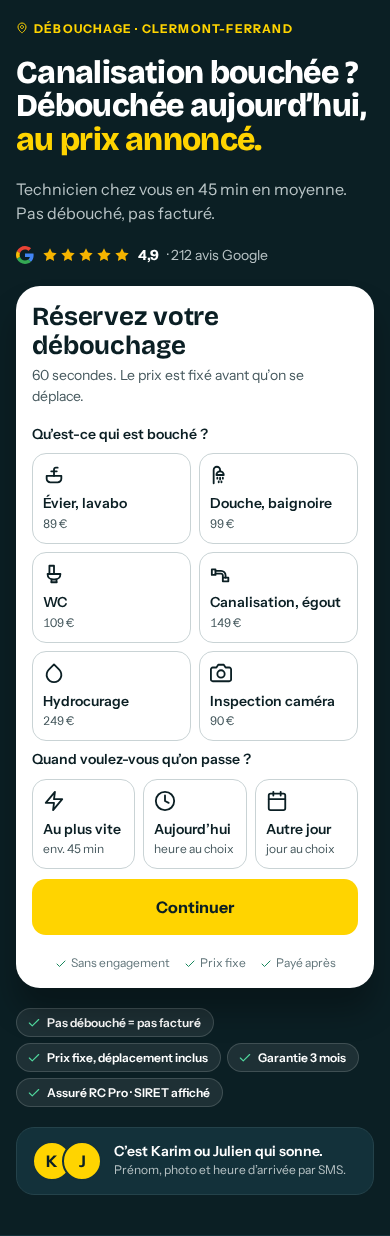 DÉBOUCHAGE · CLERMONT-FERRAND
Canalisation bouchée ?
Débouchée aujourd’hui,
au prix annoncé.
Technicien chez vous en 45 min en moyenne.
Pas débouché, pas facturé.
4,9 · 212 avis Google
Réservez votre
débouchage
60 secondes. Le prix est fixé avant qu’on se
déplace.
Qu’est-ce qui est bouché ?
Évier, lavabo
89 €
Douche, baignoire
99 €
WC
109 €
Canalisation, égout
149 €
Hydrocurage
249 €
Inspection caméra
90 €
Quand voulez-vous qu’on passe ?
Au plus vite
env. 45 min
Aujourd’hui
heure au choix
Autre jour
jour au choix
Continuer
Sans engagement
Prix fixe
Payé après
Pas débouché = pas facturé
Prix fixe, déplacement inclus
Garantie 3 mois
Assuré RC Pro · SIRET affiché
K
J
C’est Karim ou Julien qui sonne.
Prénom, photo et heure d’arrivée par SMS.